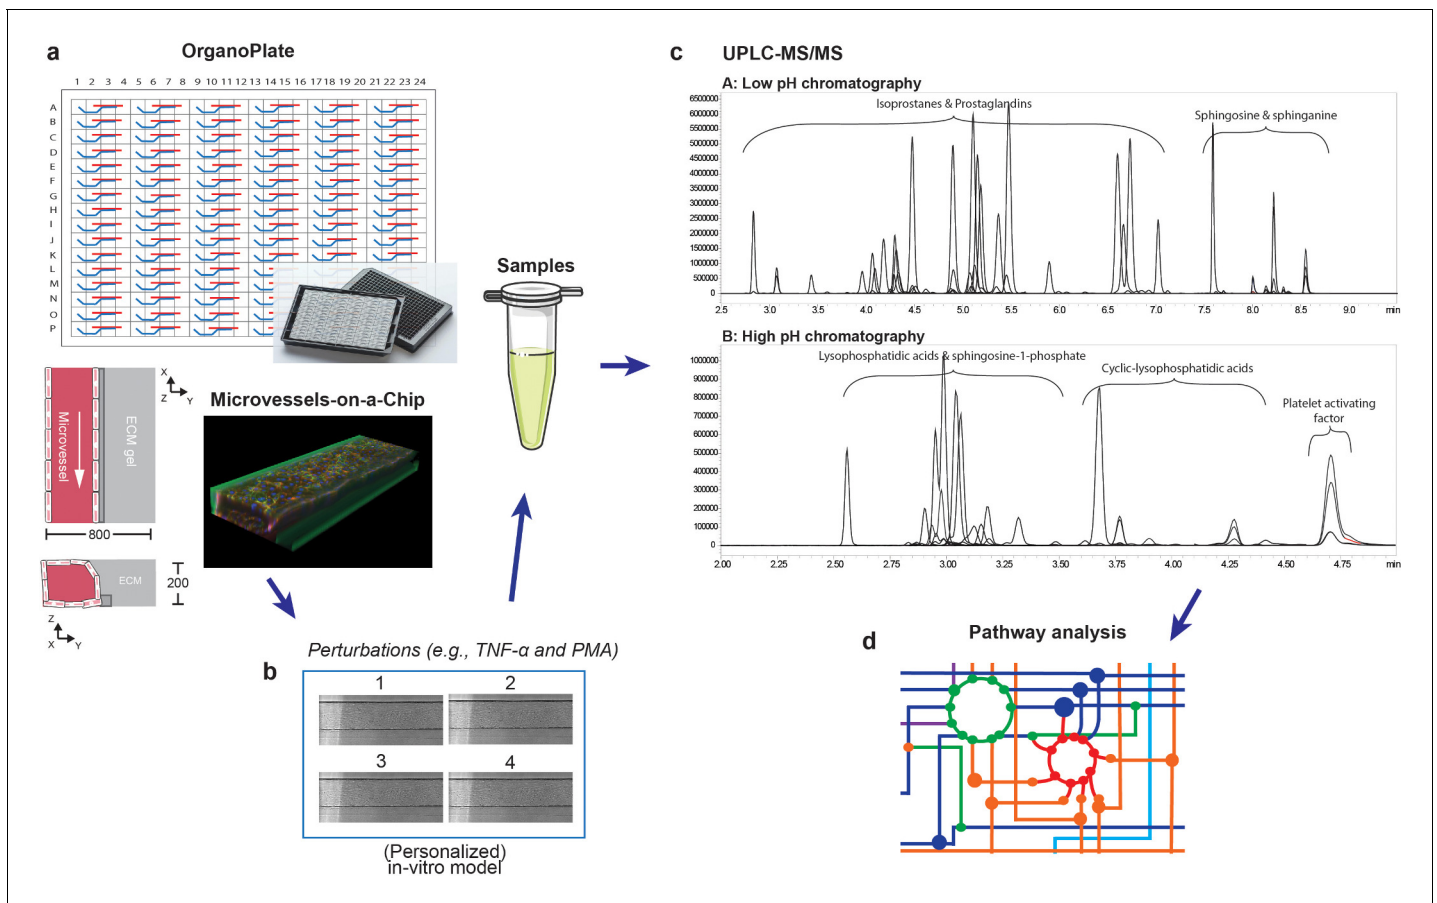 a
OrganoPlate
1 2 3 4 5 6 7 8 9 10 11 12 13 14 15 16 17 18 19 20 21 22 23 24
A
B
C
D
E
F
G
H
I
J
K
L
M
N
O
P
X
Z Y
Microvessel
ECM gel
800
ECM
200
Z
X Y
Microvessels-on-a-Chip
Samples
b
Perturbations (e.g., TNF-α and PMA)
1 2
3 4
(Personalized)
in-vitro model
c
UPLC-MS/MS
A: Low pH chromatography
Isoprostanes & Prostaglandins
Sphingosine & sphinganine
6500000
6000000
5500000
5000000
4500000
4000000
3500000
3000000
2500000
2000000
1500000
1000000
500000
0
2.5 3.0 3.5 4.0 4.5 5.0 5.5 6.0 6.5 7.0 7.5 8.0 8.5 9.0 min
B: High pH chromatography
Lysophosphatidic acids & sphingosine-1-phosphate
Cyclic-lysophosphatidic acids
Platelet activating
factor
1000000
900000
800000
700000
600000
500000
400000
300000
200000
100000
0
2.00 2.25 2.50 2.75 3.00 3.25 3.50 3.75 4.00 4.25 4.50 4.75 min
d
Pathway analysis